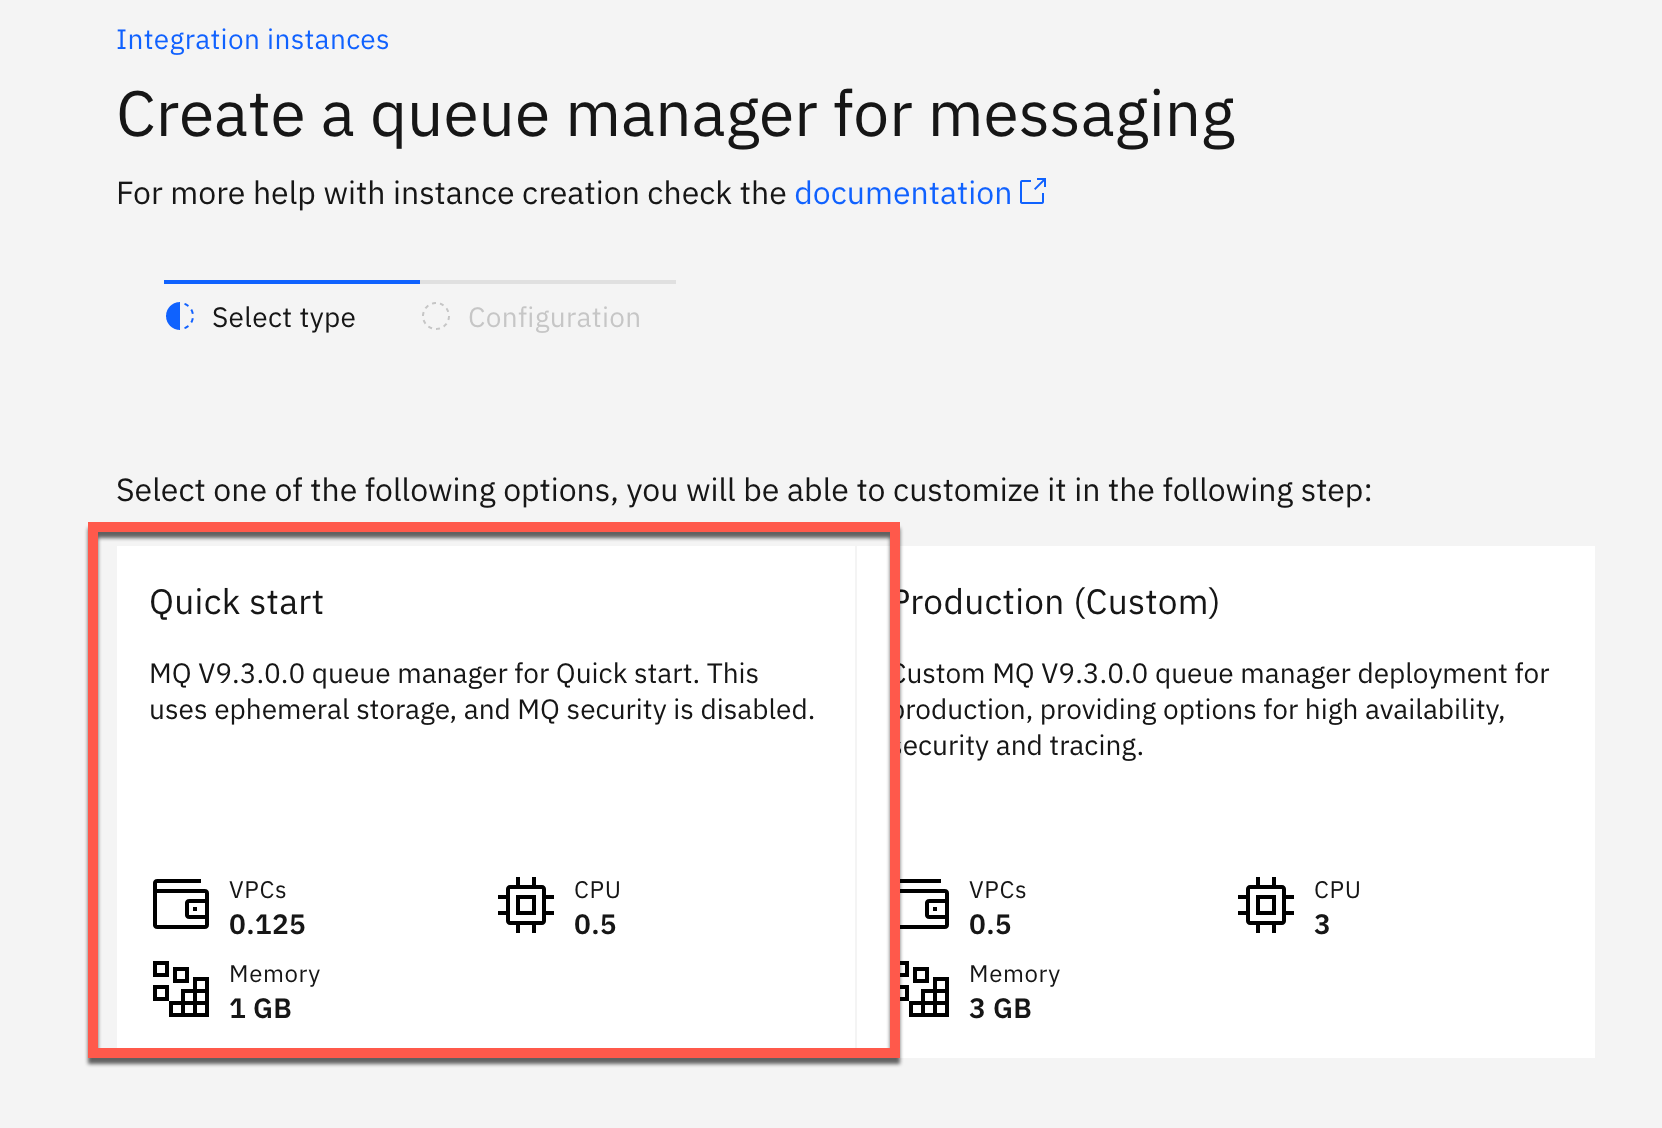 Integration instances
Create a queue manager for messaging
For more help with instance creation check the documentation
Select type
Configuration
Select one of the following options, you will be able to customize it in the following step:
Quick start
MQ V9.3.0.0 queue manager for Quick start. This
uses ephemeral storage, and MQ security is disabled.
VPCs
0.125
CPU
0.5
Memory
1 GB
Production (Custom)
Custom MQ V9.3.0.0 queue manager deployment for
production, providing options for high availability,
security and tracing.
VPCs
0.5
CPU
3
Memory
3 GB